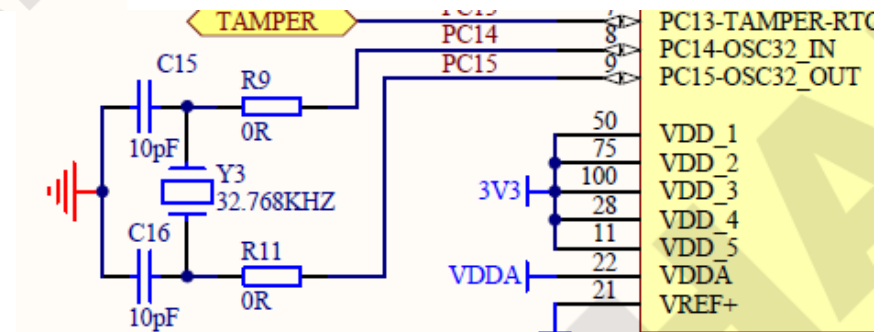 TAMPER
PC13
7
PC13-TAMPER-RTC
PC14
8
PC14-OSC32_IN
PC15
9
PC15-OSC32_OUT
C15
10pF
R9
0R
Y3
32.768KHZ
C16
10pF
R11
0R
3V3
50
VDD_1
75
VDD_2
100
VDD_3
28
VDD_4
11
VDD_5
VDDA
22
VDDA
21
VREF+